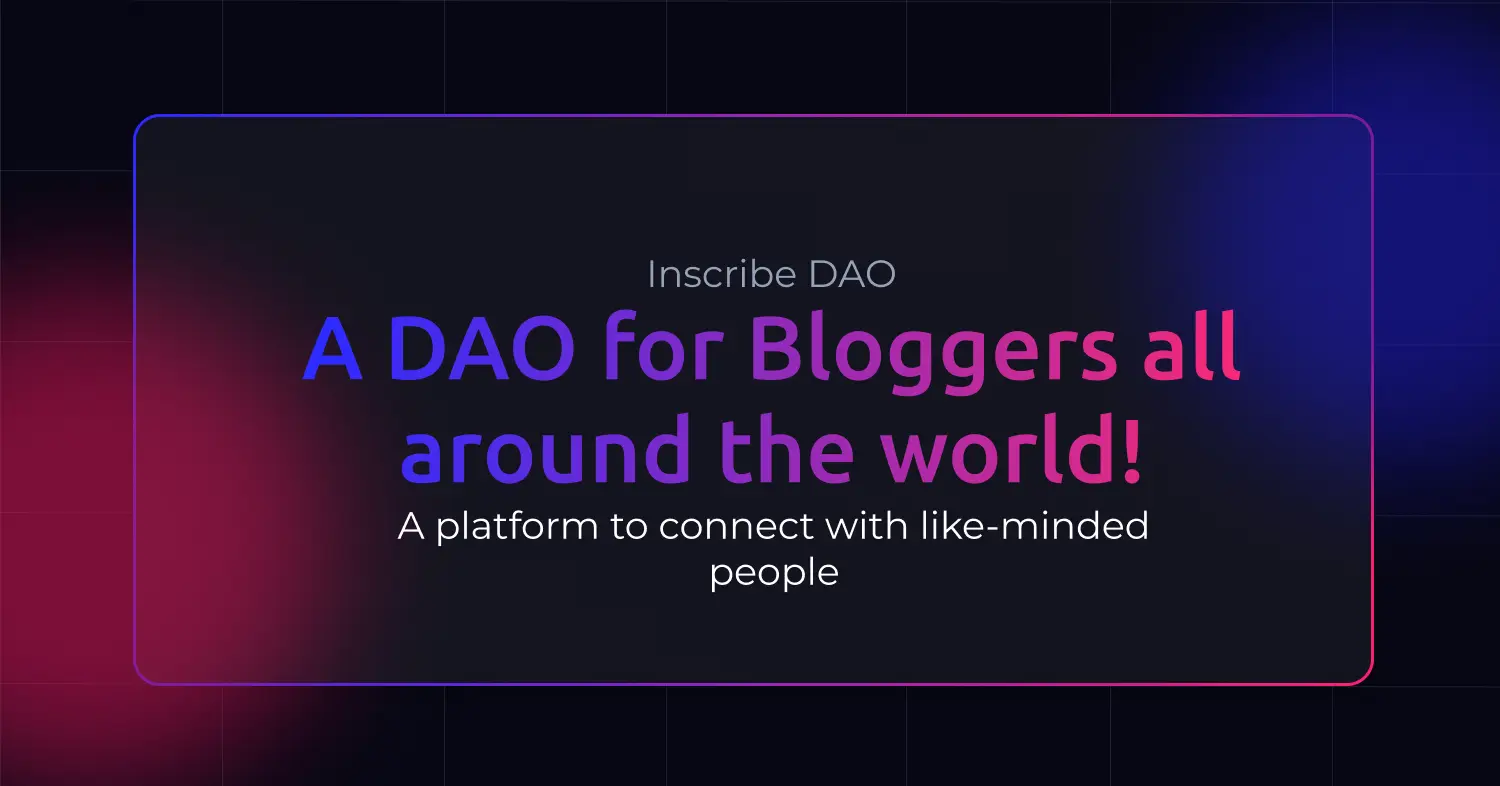 Inscribe DAO
A DAO for Bloggers all
around the world!
A platform to connect with like-minded
people